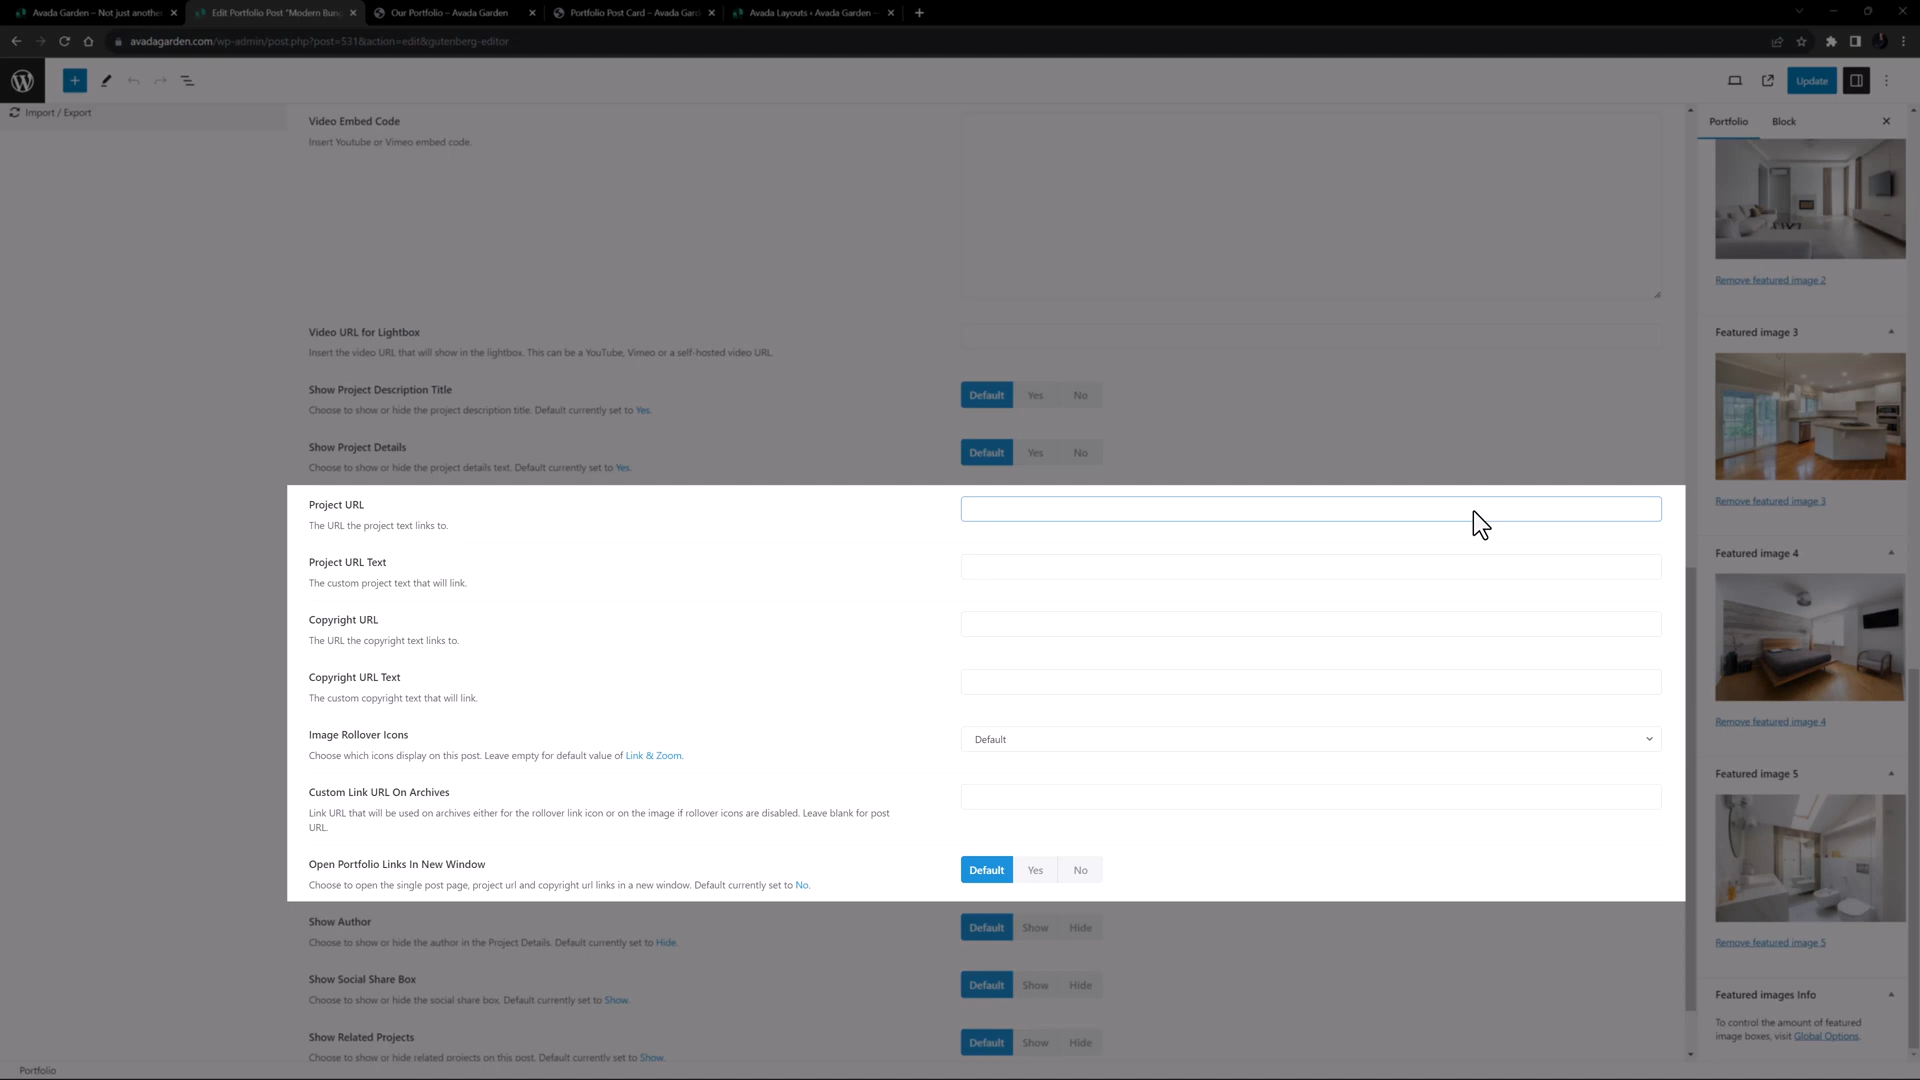 Avada Garden – Not just anothe
Edit Portfolio Post "Modern Bun
Our Portfolio – Avada Garden
Portfolio Post Card – Avada Gar
Avada Layouts ‹ Avada Garden —
avadagarden.com/wp-admin/post.php?post=531&action=edit&gutenberg-editor
Update
Import / Export
Portfolio
Block
Video Embed Code
Insert Youtube or Vimeo embed code.
Remove featured image 2
Video URL for Lightbox
Insert the video URL that will show in the lightbox. This can be a YouTube, Vimeo or a self-hosted video URL.
Featured image 3
Show Project Description Title
Choose to show or hide the project description title. Default currently set to Yes.
Default Yes No
Show Project Details
Choose to show or hide the project details text. Default currently set to Yes.
Default Yes No
Remove featured image 3
Project URL
The URL the project text links to.
Featured image 4
Project URL Text
The custom project text that will link.
Copyright URL
The URL the copyright text links to.
Copyright URL Text
The custom copyright text that will link.
Remove featured image 4
Image Rollover Icons
Choose which icons display on this post. Leave empty for default value of Link & Zoom.
Default
Featured image 5
Custom Link URL On Archives
Link URL that will be used on archives either for the rollover link icon or on the image if rollover icons are disabled. Leave blank for post
URL.
Open Portfolio Links In New Window
Choose to open the single post page, project url and copyright url links in a new window. Default currently set to No.
Default Yes No
Show Author
Choose to show or hide the author in the Project Details. Default currently set to Hide.
Default Show Hide
Remove featured image 5
Show Social Share Box
Choose to show or hide the social share box. Default currently set to Show.
Default Show Hide
Featured images Info
To control the amount of featured
image boxes, visit Global Options.
Show Related Projects
Choose to show or hide related projects on this post. Default currently set to Show.
Default Show Hide
Portfolio